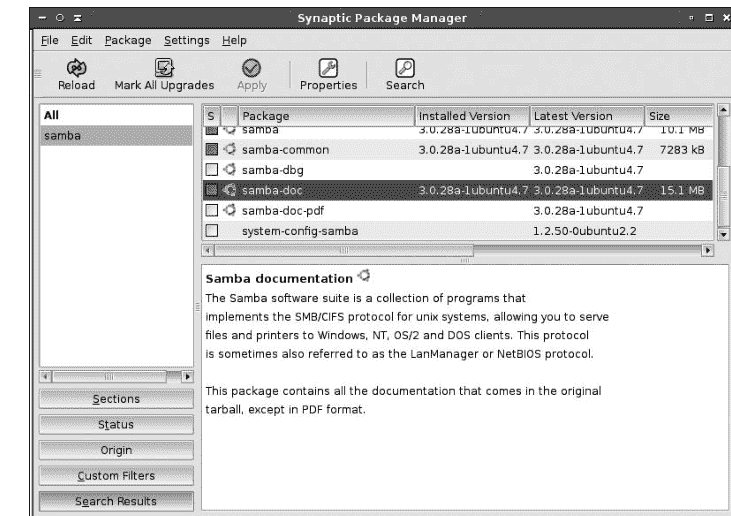 Synaptic Package Manager
File Edit Package Settings Help
Reload Mark All Upgrades Apply Properties Search
All
samba
S Package Installed Version Latest Version Size
samba 3.0.28a-1ubuntu4.7 3.0.28a-1ubuntu4.7 10.1 MB
samba-common 3.0.28a-1ubuntu4.7 3.0.28a-1ubuntu4.7 7283 kB
samba-dbg 3.0.28a-1ubuntu4.7
samba-doc 3.0.28a-1ubuntu4.7 3.0.28a-1ubuntu4.7 15.1 MB
samba-doc-pdf 3.0.28a-1ubuntu4.7
system-config-samba 1.2.50-0ubuntu2.2
Samba documentation
The Samba software suite is a collection of programs that
implements the SMB/CIFS protocol for unix systems, allowing you to serve
files and printers to Windows, NT, OS/2 and DOS clients. This protocol
is sometimes also referred to as the LanManager or NetBIOS protocol.
This package contains all the documentation that comes in the original
tarball, except in PDF format.
Sections
Status
Origin
Custom Filters
Search Results